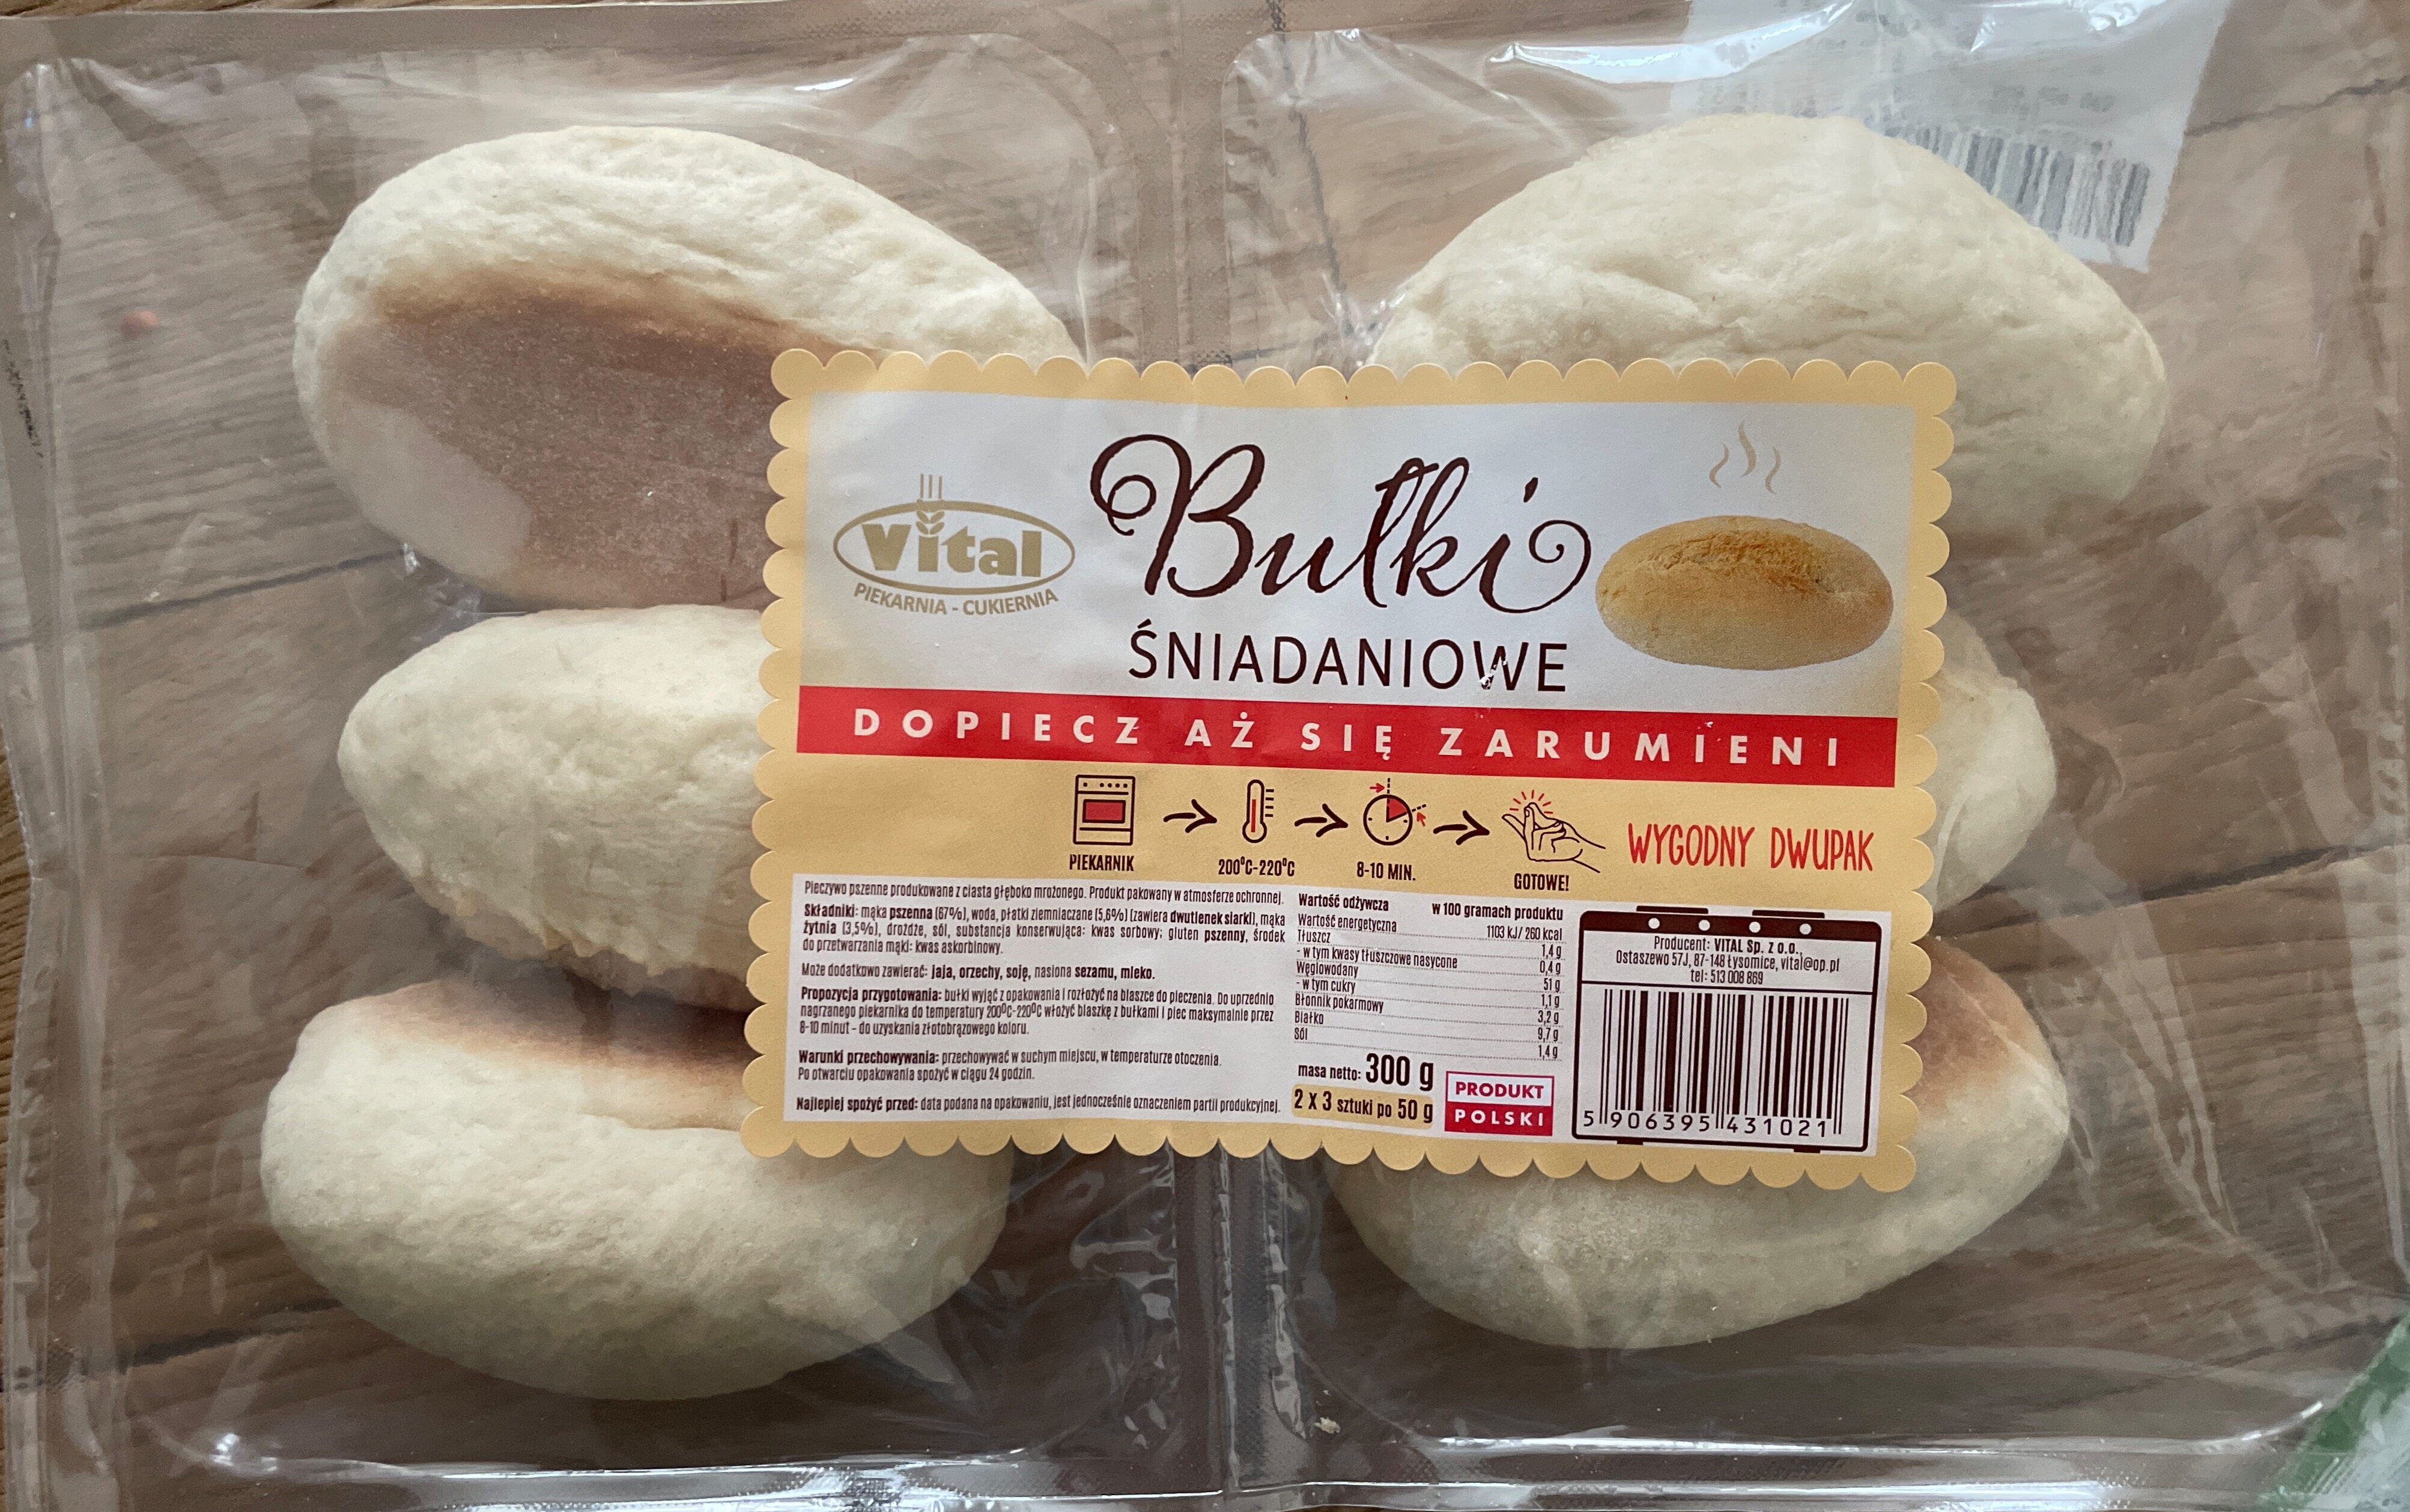 Vital
PIEKARNIA - CUKIERNIA
Bułki
ŚNIADANIOWE
DOPIECZ AŻ SIĘ ZARUMIENI
PIEKARNIK
200°C-220°C
8-10 MIN.
GOTOWE!
WYGODNY DWUPAK
Pieczywo pszenne produkowane z ciasta głęboko mrożonego. Produkt pakowany w atmosferze ochronnej.
Składniki: mąka pszenna (67%), woda, płatki ziemniaczane (5,6%) (zawiera dwutlenek siarki), mąka
żytnia (3,5%), drożdże, sól, substancja konserwująca: kwas sorbowy; gluten pszenny, środek
do przetwarzania mąki: kwas askorbinowy.
Może dodatkowo zawierać: jaja, orzechy, soję, nasiona sezamu, mleko.
Propozycja przygotowania: bułki wyjąć z opakowania i rozłożyć na blaszce do pieczenia. Do uprzednio
nagrzanego piekarnika do temperatury 200°C-220°C włożyć blaszkę z bułkami i piec maksymalnie przez
8-10 minut - do uzyskania złotobrązowego koloru.
Warunki przechowywania: przechowywać w suchym miejscu, w temperaturze otoczenia.
Po otwarciu opakowania spożyć w ciągu 24 godzin.
Najlepiej spożyć przed: data podana na opakowaniu, jest jednocześnie oznaczeniem partii produkcyjnej.
Wartość odżywcza w 100 gramach produktu
Wartość energetyczna 1103 kJ/ 260 kcal
Tłuszcz 1,4 g
- w tym kwasy tłuszczowe nasycone 0,4 g
Węglowodany 51 g
- w tym cukry 1,1 g
Błonnik pokarmowy 3,2 g
Białko 9,7 g
Sól 1,4 g
masa netto: 300 g
2 X 3 sztuki po 50 g
PRODUKT
POLSKI
Producent: VITAL Sp. z o.o.,
Ostaszewo 57J, 87-148 Łysomice, vital@op.pl
tel: 513 008 869
5 906395 431021